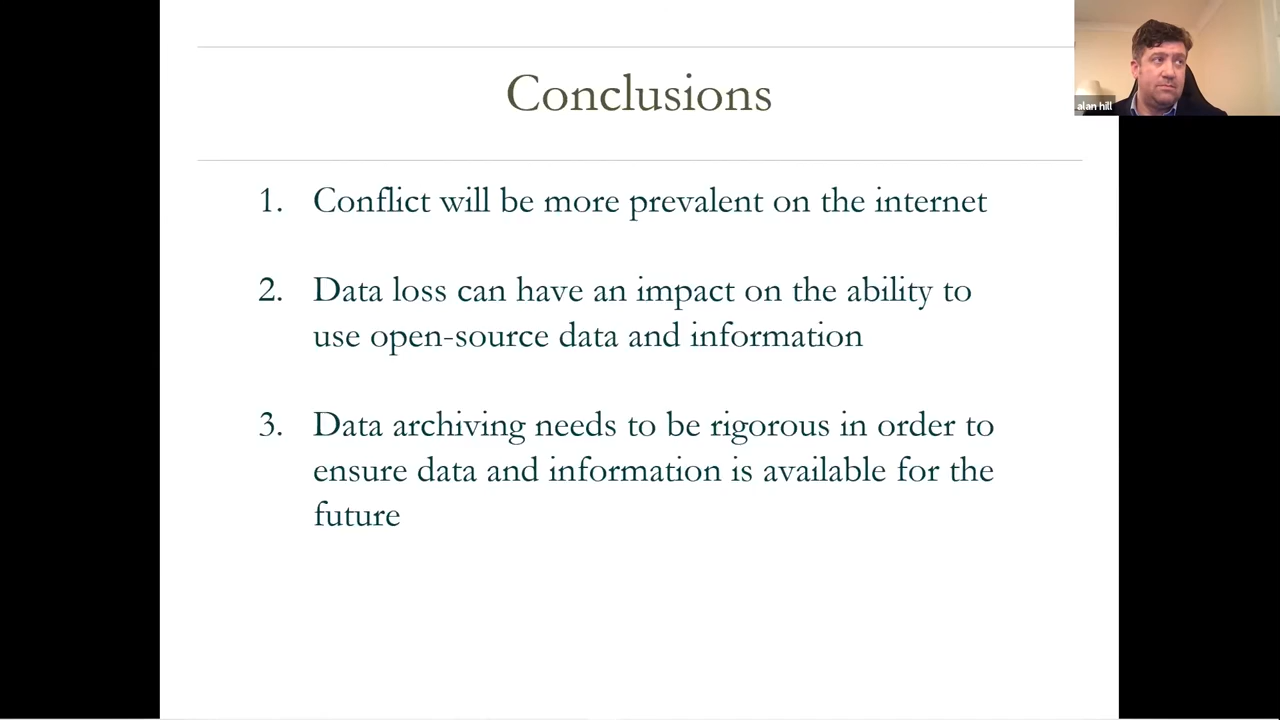 Conclusions
alan hill
1. Conflict will be more prevalent on the internet
2. Data loss can have an impact on the ability to
use open-source data and information
3. Data archiving needs to be rigorous in order to
ensure data and information is available for the
future